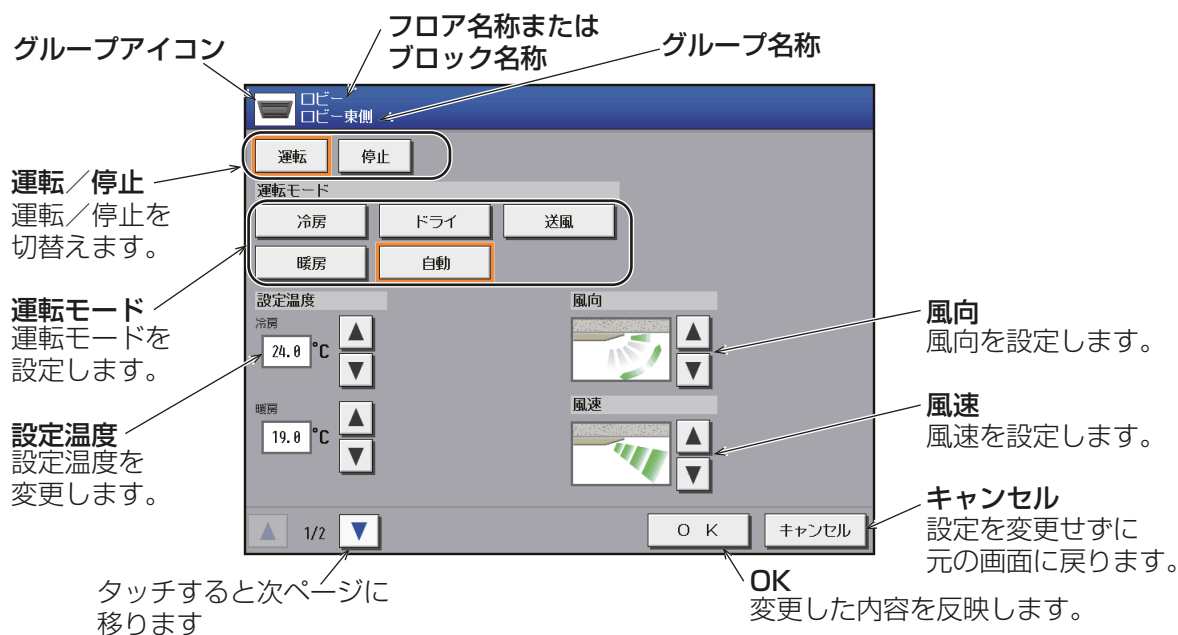 グループアイコン
フロア名称または
ブロック名称
グループ名称
ロビー
ロビー東側
運転
停止
運転／停止
運転／停止を
切替えます。
運転モード
冷房
ドライ
送風
暖房
自動
運転モード
運転モードを
設定します。
設定温度
冷房
24.0 °C
暖房
19.0 °C
設定温度
設定温度を
変更します。
風向
風向
風向を設定します。
風速
風速
風速を設定します。
▲ 1/2 ▼
O K
キャンセル
キャンセル
設定を変更せずに
元の画面に戻ります。
タッチすると次ページに
移ります
OK
変更した内容を反映します。